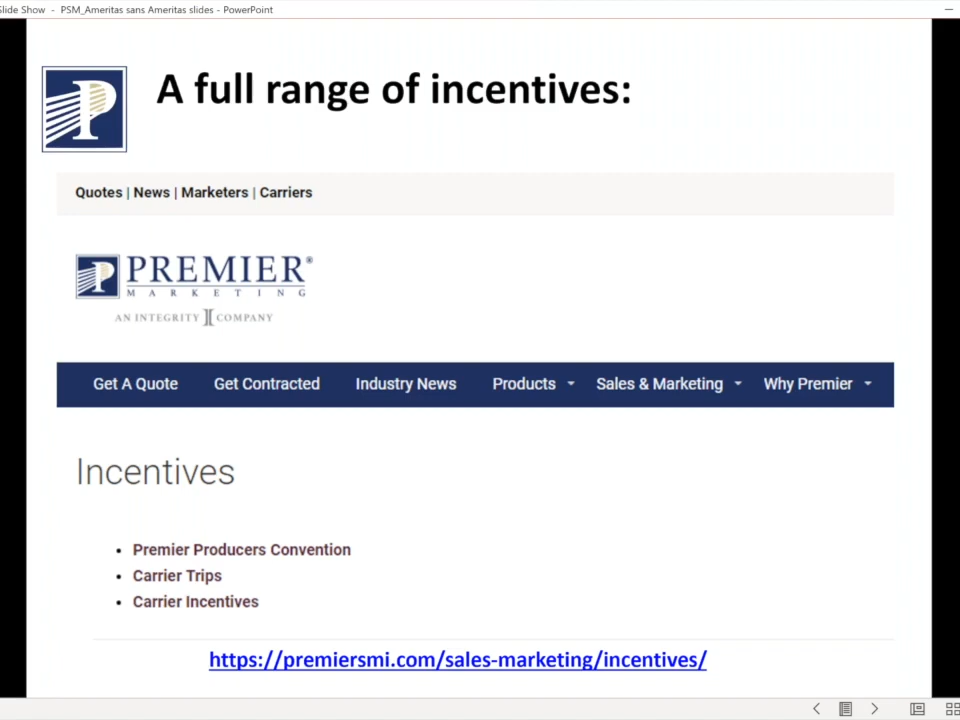 Slide Show - PSM_Ameritas sans Ameritas slides - PowerPoint
P
A full range of incentives:
Quotes | News | Marketers | Carriers
P PREMIER®
MARKETING
AN INTEGRITY COMPANY
Get A Quote Get Contracted Industry News Products Sales & Marketing Why Premier
Incentives
• Premier Producers Convention
• Carrier Trips
• Carrier Incentives
https://premiersmi.com/sales-marketing/incentives/